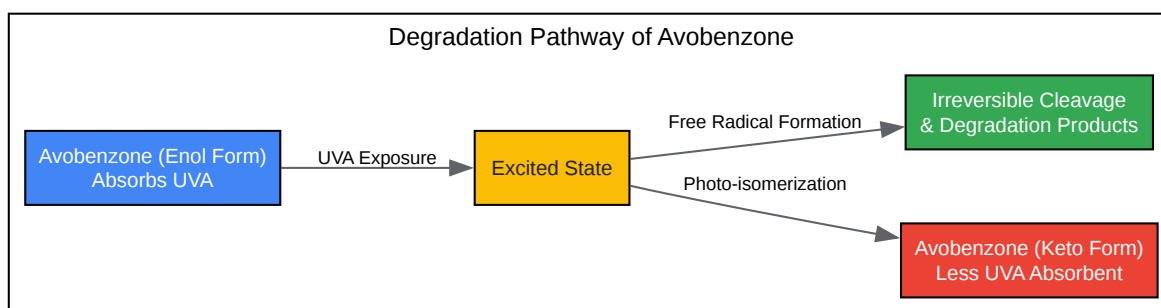 Degradation Pathway of Avobenzone
Avobenzone (Enol Form)
Absorbs UVA
UVA Exposure
Excited State
Free Radical Formation
Irreversible Cleavage
& Degradation Products
Photo-isomerization
Avobenzone (Keto Form)
Less UVA Absorbent